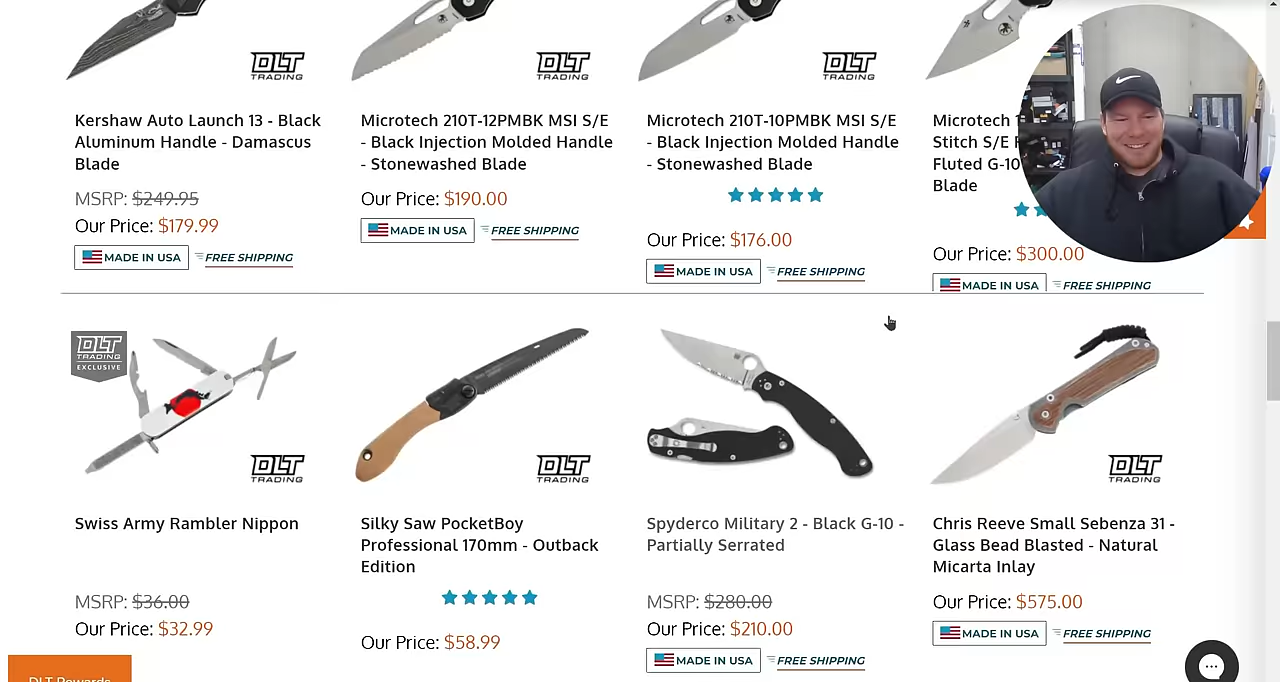 DLT
TRADING
DLT
TRADING
DLT
TRADING
Kershaw Auto Launch 13 - Black
Aluminum Handle - Damascus
Blade
MSRP: $249.95
Our Price: $179.99
MADE IN USA FREE SHIPPING
Microtech 210T-12PMBK MSI S/E
- Black Injection Molded Handle
- Stonewashed Blade
Our Price: $190.00
MADE IN USA FREE SHIPPING
Microtech 210T-10PMBK MSI S/E
- Black Injection Molded Handle
- Stonewashed Blade
Our Price: $176.00
MADE IN USA FREE SHIPPING
Microtech
Stitch S/E
Fluted G-10
Blade
Our Price: $300.00
MADE IN USA FREE SHIPPING
DLT
TRADING
EXCLUSIVE
DLT
TRADING
Swiss Army Rambler Nippon
MSRP: $36.00
Our Price: $32.99
DLT
TRADING
Silky Saw PocketBoy
Professional 170mm - Outback
Edition
Our Price: $58.99
Spyderco Military 2 - Black G-10 -
Partially Serrated
MSRP: $280.00
Our Price: $210.00
MADE IN USA FREE SHIPPING
DLT
TRADING
Chris Reeve Small Sebenza 31 -
Glass Bead Blasted - Natural
Micarta Inlay
Our Price: $575.00
MADE IN USA FREE SHIPPING
DLT Rewards